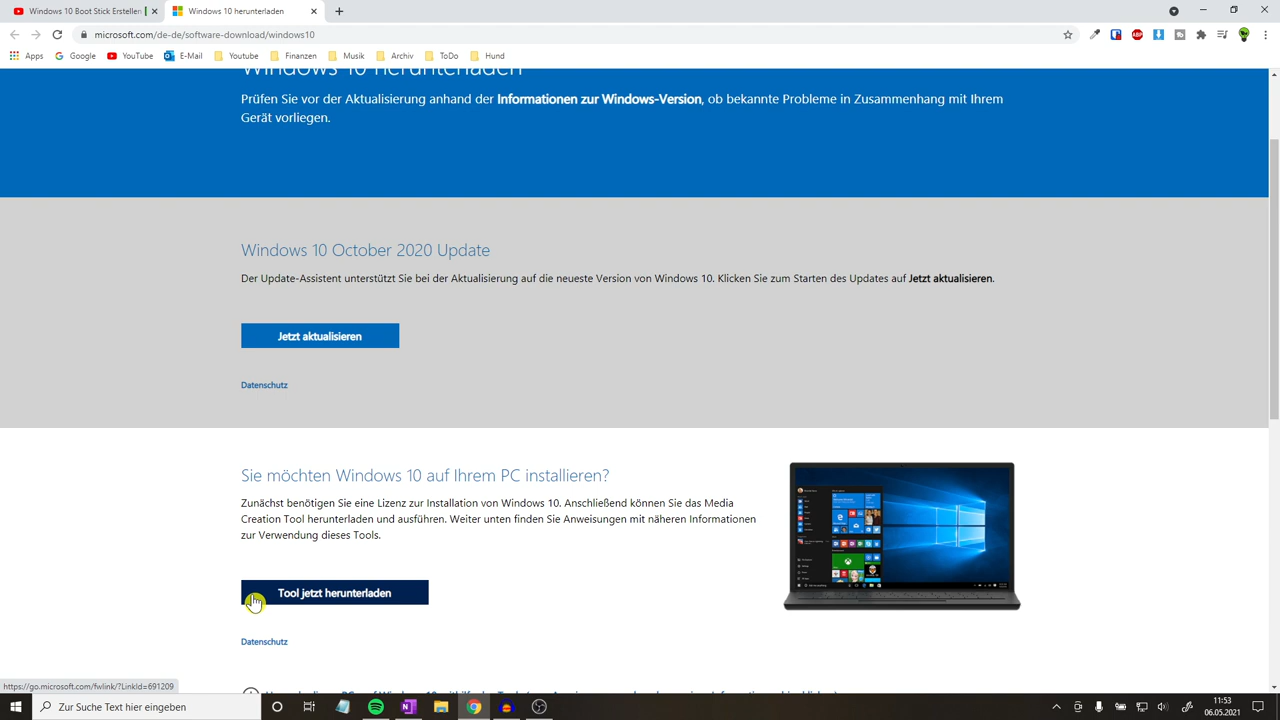 Windows 10 Boot Stick Erstellen
Windows 10 herunterladen
microsoft.com/de-de/software-download/windows10
Apps Google YouTube E-Mail Youtube Finanzen Musik Archiv ToDo Hund
Windows 10 herunterladen
Prüfen Sie vor der Aktualisierung anhand der Informationen zur Windows-Version, ob bekannte Probleme in Zusammenhang mit Ihrem
Gerät vorliegen.
Windows 10 October 2020 Update
Der Update-Assistent unterstützt Sie bei der Aktualisierung auf die neueste Version von Windows 10. Klicken Sie zum Starten des Updates auf Jetzt aktualisieren.
Jetzt aktualisieren
Datenschutz
Sie möchten Windows 10 auf Ihrem PC installieren?
Zunächst benötigen Sie eine Lizenz zur Installation von Windows 10. Anschließend können Sie das Media
Creation Tool herunterladen und ausführen. Weiter unten finden Sie Anweisungen mit näheren Informationen
zur Verwendung dieses Tools.
Tool jetzt herunterladen
Datenschutz
https://go.microsoft.com/fwlink/?LinkId=691209
Zur Suche Text hier eingeben
11:53
06.05.2021